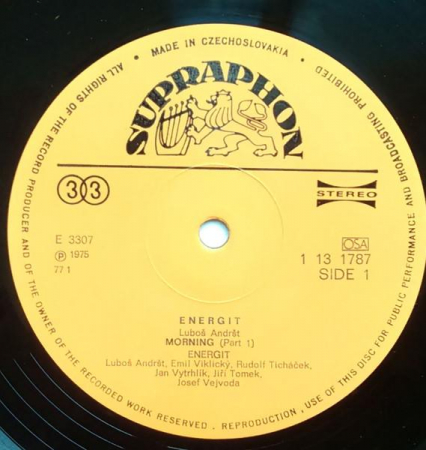 ALL RIGHTS OF THE RECORD PRODUCER AND OF THE OWNER OF THE RECORDED WORK RESERVED . REPRODUCTION , USE OF THIS DISC FOR PUBLIC PERFORMANCE AND BROADCASTING PROHIBITED
• MADE IN CZECHOSLOVAKIA •
SUPRAPHON
33
STEREO
E 3307
℗ 1975
77 1
OSA
1 13 1787
SIDE 1
ENERGIT
Luboš Andršt
MORNING (Part 1)
ENERGIT
Luboš Andršt, Emil Viklický, Rudolf Ticháček,
Jan Vytrhlík, Jiří Tomek,
Josef Vejvoda